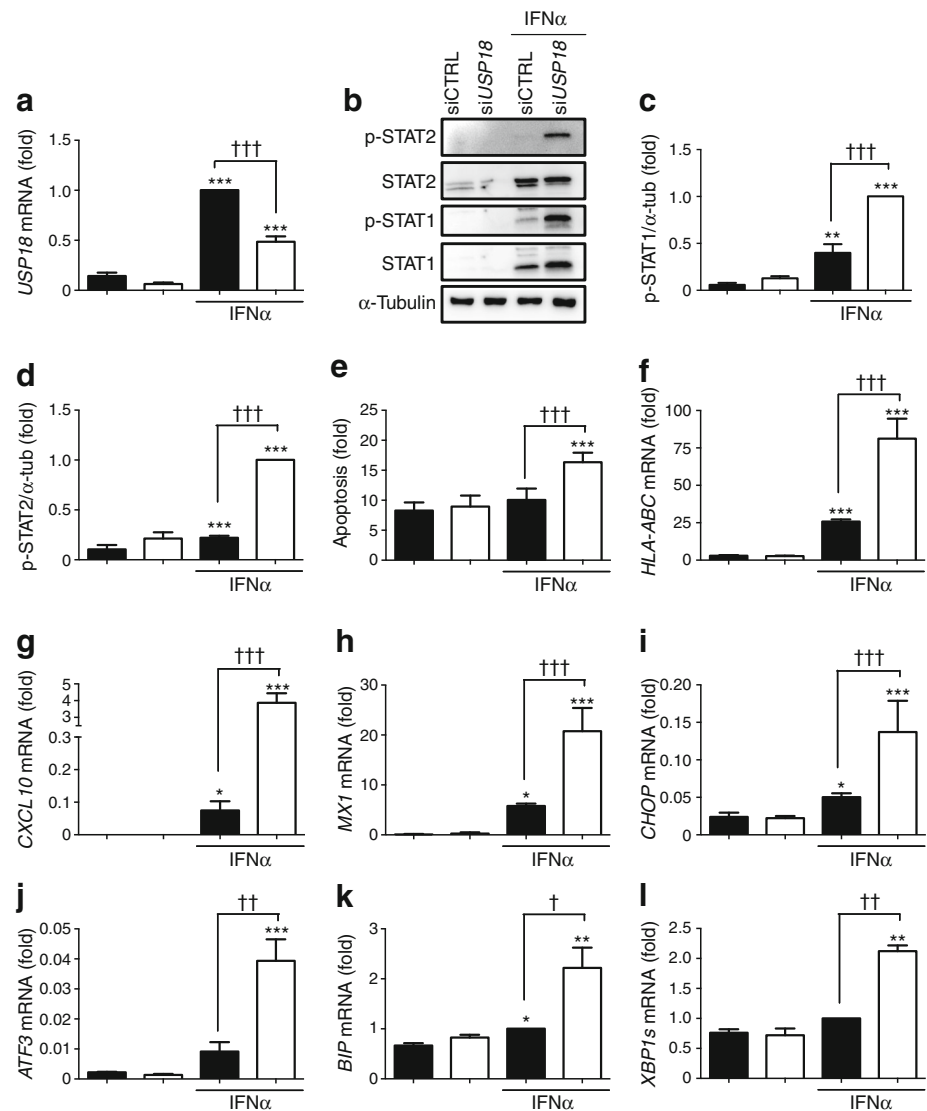 a
USP18 mRNA (fold)
1.5
1.0
0.5
0
***
†††
***
IFNα
b
IFNα
siCTRL
siUSP18
siCTRL
siUSP18
p-STAT2
STAT2
p-STAT1
STAT1
α-Tubulin
c
p-STAT1/α-tub (fold)
1.5
1.0
0.5
0
**
†††
***
IFNα
d
p-STAT2/α-tub (fold)
1.5
1.0
0.5
0
***
†††
***
IFNα
e
Apoptosis (fold)
25
20
15
10
5
0
†††
***
IFNα
f
HLA-ABC mRNA (fold)
100
75
50
25
0
***
†††
***
IFNα
g
CXCL10 mRNA (fold)
5
4
3
0.3
0.2
0.1
0
*
†††
***
IFNα
h
MX1 mRNA (fold)
30
20
10
0
*
†††
***
IFNα
i
CHOP mRNA (fold)
0.20
0.15
0.10
0.05
0
*
†††
***
IFNα
j
ATF3 mRNA (fold)
0.05
0.04
0.03
0.02
0.01
0
††
***
IFNα
k
BIP mRNA (fold)
3
2
1
0
*
†
**
IFNα
l
XBP1s mRNA (fold)
2.5
2.0
1.5
1.0
0.5
0
††
**
IFNα